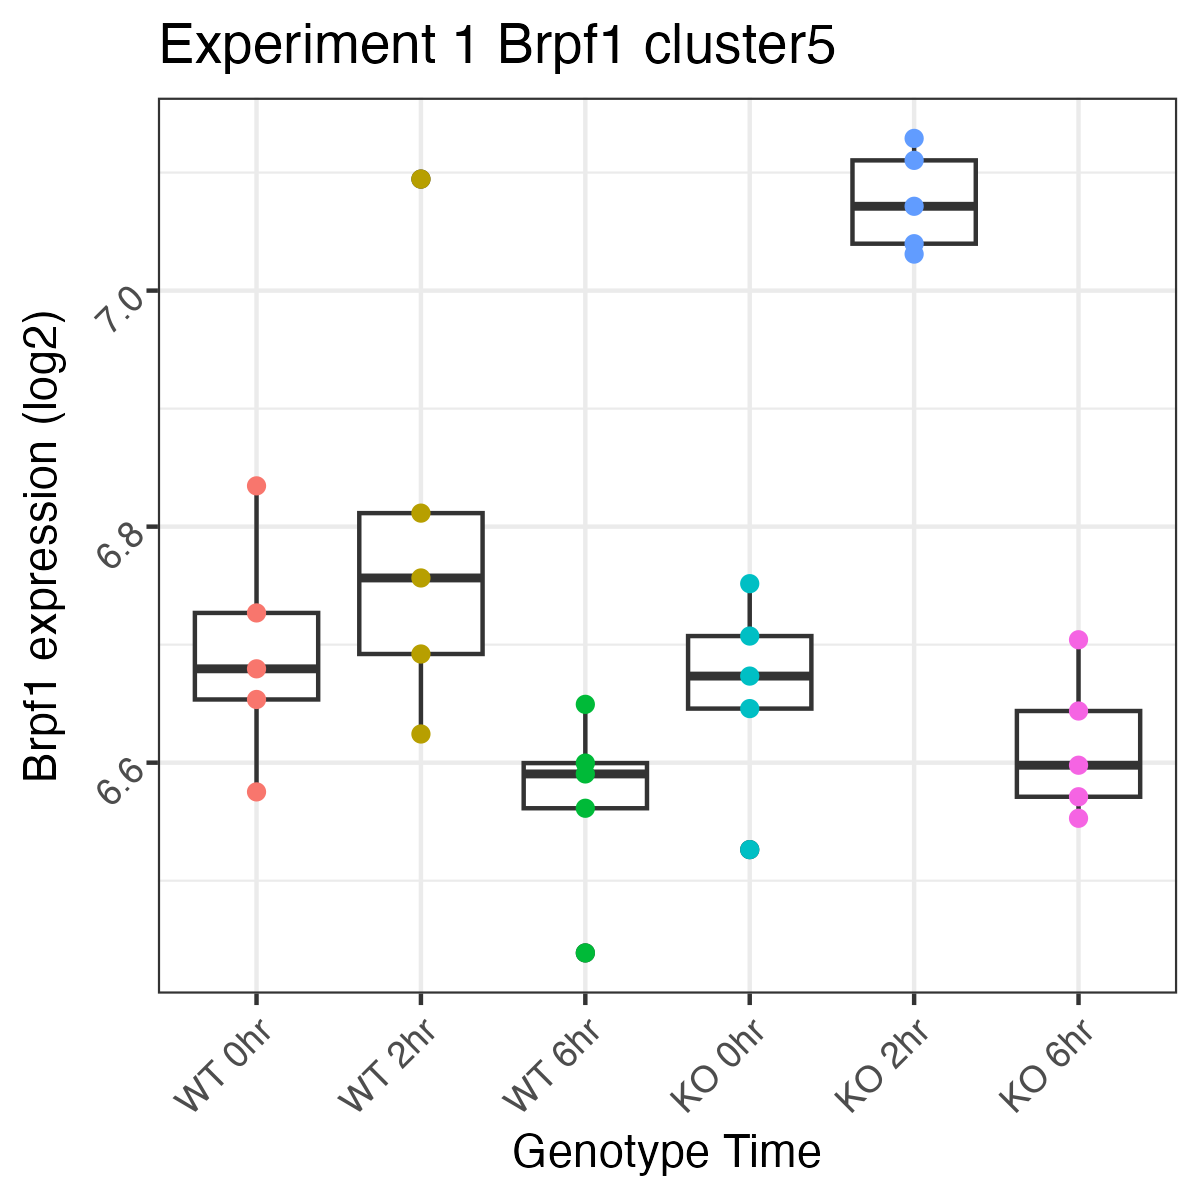 Experiment 1 Brpf1 cluster5
Brpf1 expression (log2)
7.0
6.8
6.6
WT 0hr
WT 2hr
WT 6hr
KO 0hr
KO 2hr
KO 6hr
Genotype Time